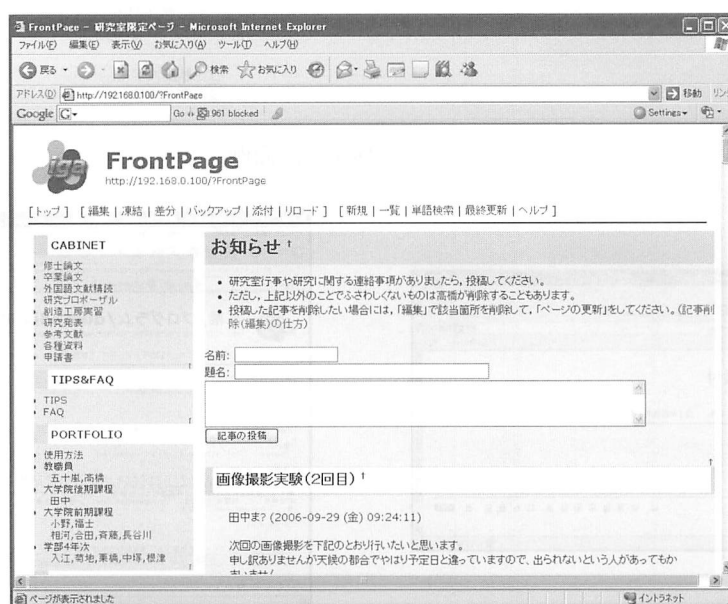 FrontPage - 研究室限定ページ - Microsoft Internet Explorer
ファイル(F) 編集(E) 表示(V) お気に入り(A) ツール(T) ヘルプ(H)
戻る 検索 お気に入り
アドレス(D) http://192.168.0.100/?FrontPage 移動 リンク
Google G- Go 961 blocked Settings
iga
FrontPage
http://192.168.0.100/?FrontPage
[トップ] [編集 | 凍結 | 差分 | バックアップ | 添付 | リロード] [新規 | 一覧 | 単語検索 | 最終更新 | ヘルプ]
CABINET
修士論文
卒業論文
外国語文献購読
研究プロポーザル
創造工房実習
研究発表
参考文献
各種資料
申請書
TIPS&FAQ
TIPS
FAQ
PORTFOLIO
使用方法
教職員
五十嵐,高橋
大学院後期課程
田中
大学院前期課程
小野,福士
相河,合田,斉藤,長谷川
学部4年次
入江,菊地,栗橋,中塚,根津
お知らせ †
研究室行事や研究に関する連絡事項がありましたら、投稿してください。
ただし、上記以外のことでふさわしくないものは高橋が削除することもあります。
投稿した記事を削除したい場合には、「編集」で該当箇所を削除して、「ページの更新」をしてください。(記事削
除(編集)の仕方)
名前:
題名:
記事の投稿
画像撮影実験(2回目) †
田中ま? (2006-09-29 (金) 09:24:11)
次回の画像撮影を下記のとおり行いたいと思います。
申し訳ありませんが天候の都合でやはり予定日と違っていますので、出られないという人があってもか
まいません
ページが表示されました イントラネット